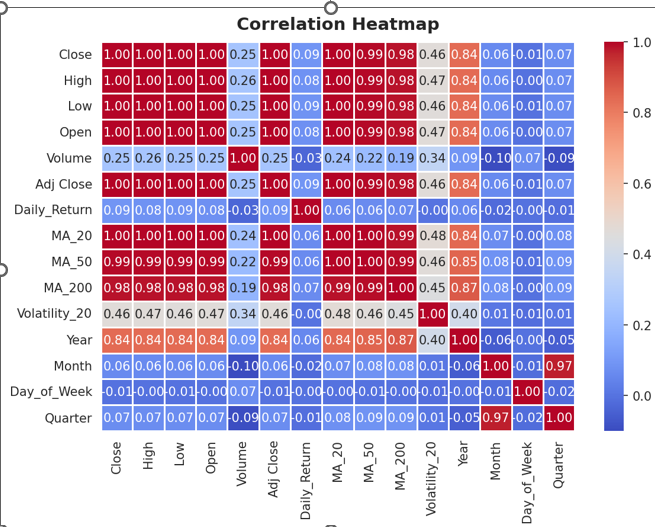 Correlation Heatmap
Close 1.00 1.00 1.00 1.00 0.25 1.00 0.09 1.00 0.99 0.98 0.46 0.84 0.06 -0.01 0.07
High 1.00 1.00 1.00 1.00 0.26 1.00 0.08 1.00 0.99 0.98 0.47 0.84 0.06 -0.00 0.07
Low 1.00 1.00 1.00 1.00 0.25 1.00 0.09 1.00 0.99 0.98 0.46 0.84 0.06 -0.01 0.07
Open 1.00 1.00 1.00 1.00 0.25 1.00 0.08 1.00 0.99 0.98 0.47 0.84 0.06 -0.00 0.07
Volume 0.25 0.26 0.25 0.25 1.00 0.25 -0.03 0.24 0.22 0.19 0.34 0.09 -0.10 0.07 -0.09
Adj Close 1.00 1.00 1.00 1.00 0.25 1.00 0.09 1.00 0.99 0.98 0.46 0.84 0.06 -0.01 0.07
Daily_Return 0.09 0.08 0.09 0.08 -0.03 0.09 1.00 0.06 0.06 0.07 -0.00 0.06 -0.02 -0.00 -0.01
MA_20 1.00 1.00 1.00 1.00 0.24 1.00 0.06 1.00 1.00 0.99 0.48 0.84 0.07 -0.00 0.08
MA_50 0.99 0.99 0.99 0.99 0.22 0.99 0.06 1.00 1.00 0.99 0.46 0.85 0.08 -0.01 0.09
MA_200 0.98 0.98 0.98 0.98 0.19 0.98 0.07 0.99 0.99 1.00 0.45 0.87 0.08 -0.00 0.09
Volatility_20 0.46 0.47 0.46 0.47 0.34 0.46 -0.00 0.48 0.46 0.45 1.00 0.40 0.01 -0.01 0.01
Year 0.84 0.84 0.84 0.84 0.09 0.84 0.06 0.84 0.85 0.87 0.40 1.00 -0.06 -0.00 -0.05
Month 0.06 0.06 0.06 0.06 -0.10 0.06 -0.02 0.07 0.08 0.08 0.01 -0.06 1.00 -0.01 0.97
Day_of_Week -0.01 -0.00 -0.01 -0.00 0.07 -0.01 -0.00 -0.00 -0.01 -0.00 -0.01 -0.00 -0.01 1.00 -0.02
Quarter 0.07 0.07 0.07 0.07 -0.09 0.07 -0.01 0.08 0.09 0.09 0.01 -0.05 0.97 -0.02 1.00
Close High Low Open Volume Adj Close Daily_Return MA_20 MA_50 MA_200 Volatility_20 Year Month Day_of_Week Quarter
1.0
0.8
0.6
0.4
0.2
0.0